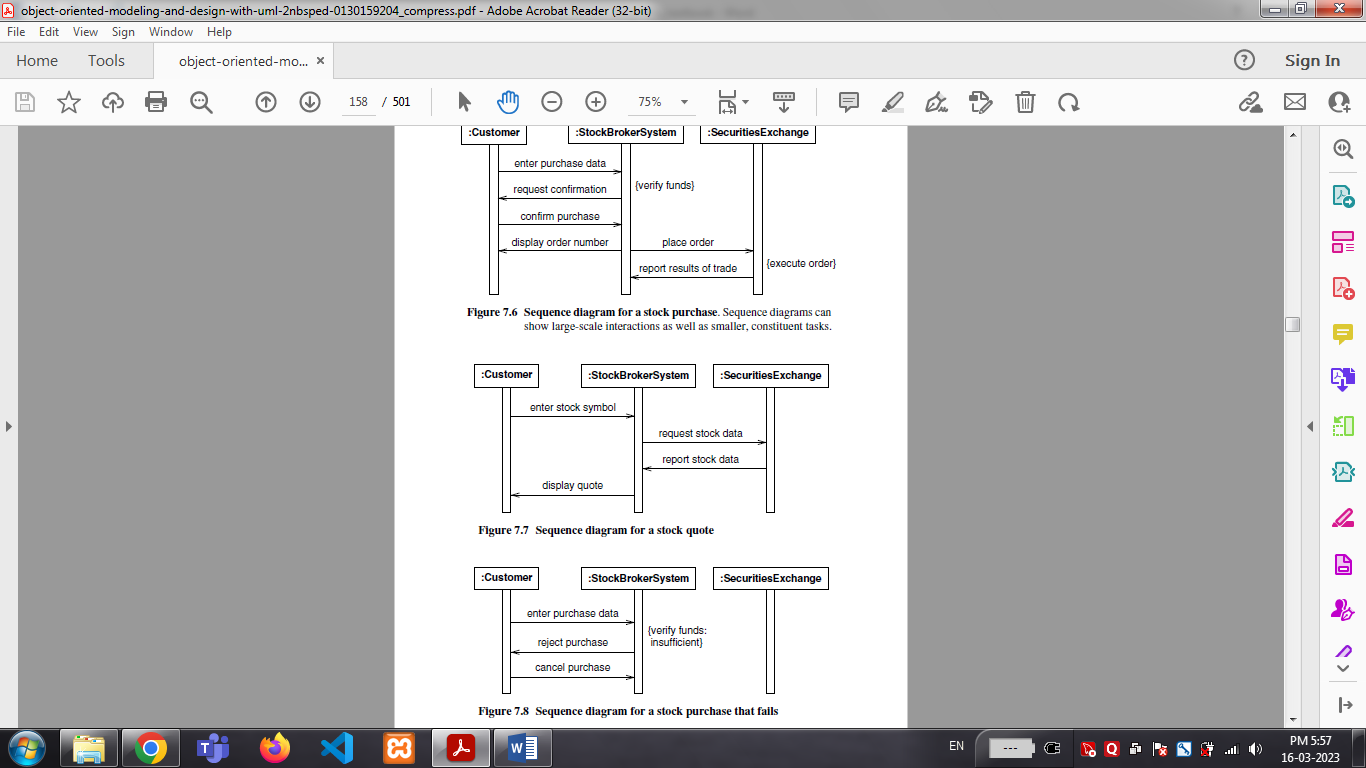 object-oriented-modeling-and-design-with-uml-2nbsped-0130159204_compress.pdf - Adobe Acrobat Reader (32-bit)
File Edit View Sign Window Help
Home Tools object-oriented-mo... × ? Sign In
158 / 501 75%
:Customer :StockBrokerSystem :SecuritiesExchange
enter purchase data
request confirmation {verify funds}
confirm purchase
display order number place order
report results of trade {execute order}
Figure 7.6 Sequence diagram for a stock purchase. Sequence diagrams can
show large-scale interactions as well as smaller, constituent tasks.
:Customer :StockBrokerSystem :SecuritiesExchange
enter stock symbol
request stock data
report stock data
display quote
Figure 7.7 Sequence diagram for a stock quote
:Customer :StockBrokerSystem :SecuritiesExchange
enter purchase data
{verify funds:
insufficient}
reject purchase
cancel purchase
Figure 7.8 Sequence diagram for a stock purchase that fails
EN
PM 5:57
16-03-2023